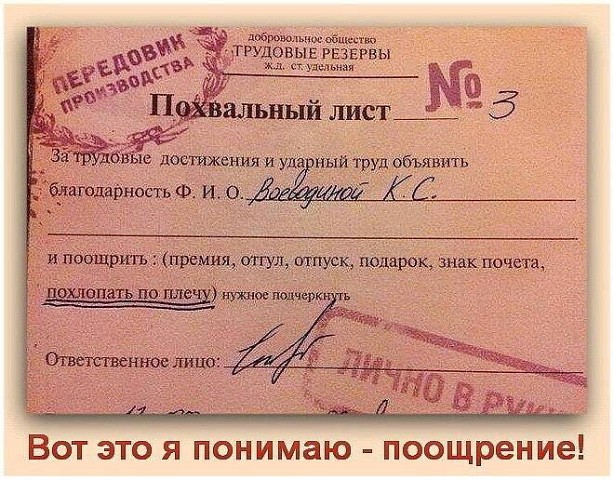 добровольное общество
ТРУДОВЫЕ РЕЗЕРВЫ
ж.д. ст. удельная
ПЕРЕДОВИК
ПРОИЗВОДСТВА
Похвальный лист № 3
За трудовые достижения и ударный труд объявить
благодарность Ф. И. О. Воеводиной К. С.
и поощрить : (премия, отгул, отпуск, подарок, знак почета,
похлопать по плечу) нужное подчеркнуть
Ответственное лицо:
ЛИЧНО В РУКИ
Вот это я понимаю - поощрение!